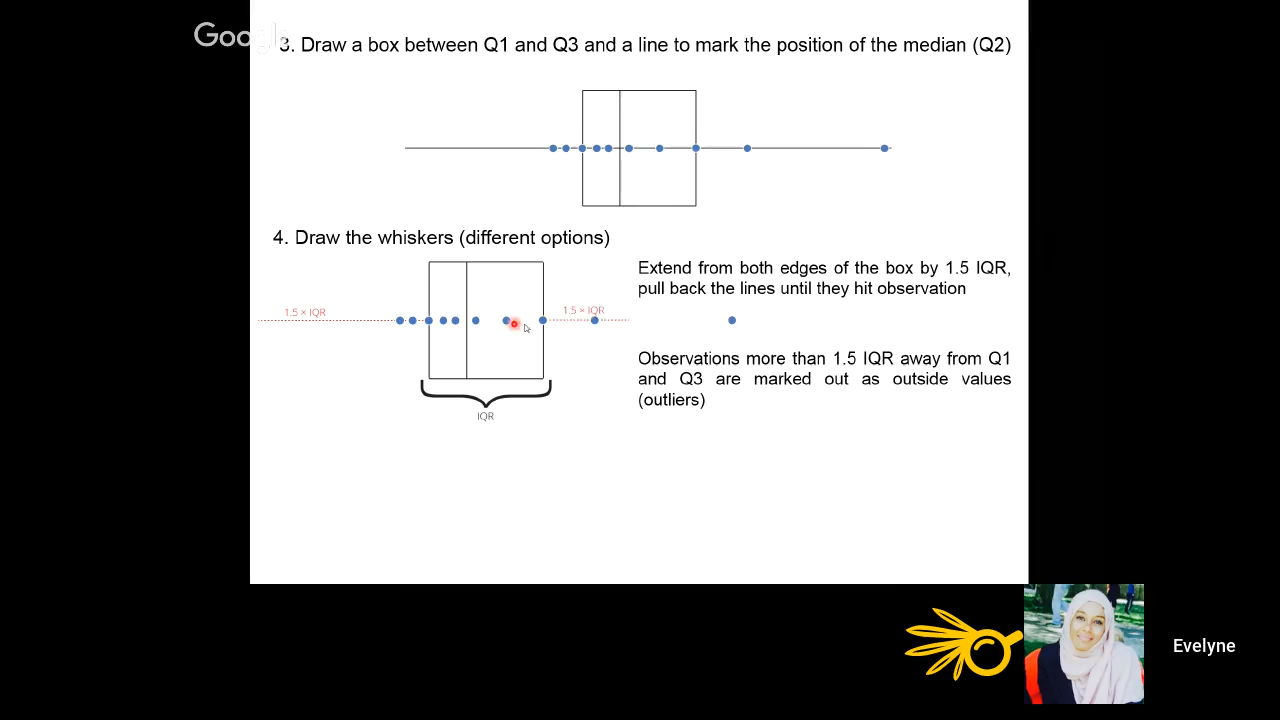 Google
3. Draw a box between Q1 and Q3 and a line to mark the position of the median (Q2)
4. Draw the whiskers (different options)
Extend from both edges of the box by 1.5 IQR,
pull back the lines until they hit observation
1.5 × IQR
1.5 × IQR
Observations more than 1.5 IQR away from Q1
and Q3 are marked out as outside values
(outliers)
IQR
Evelyne